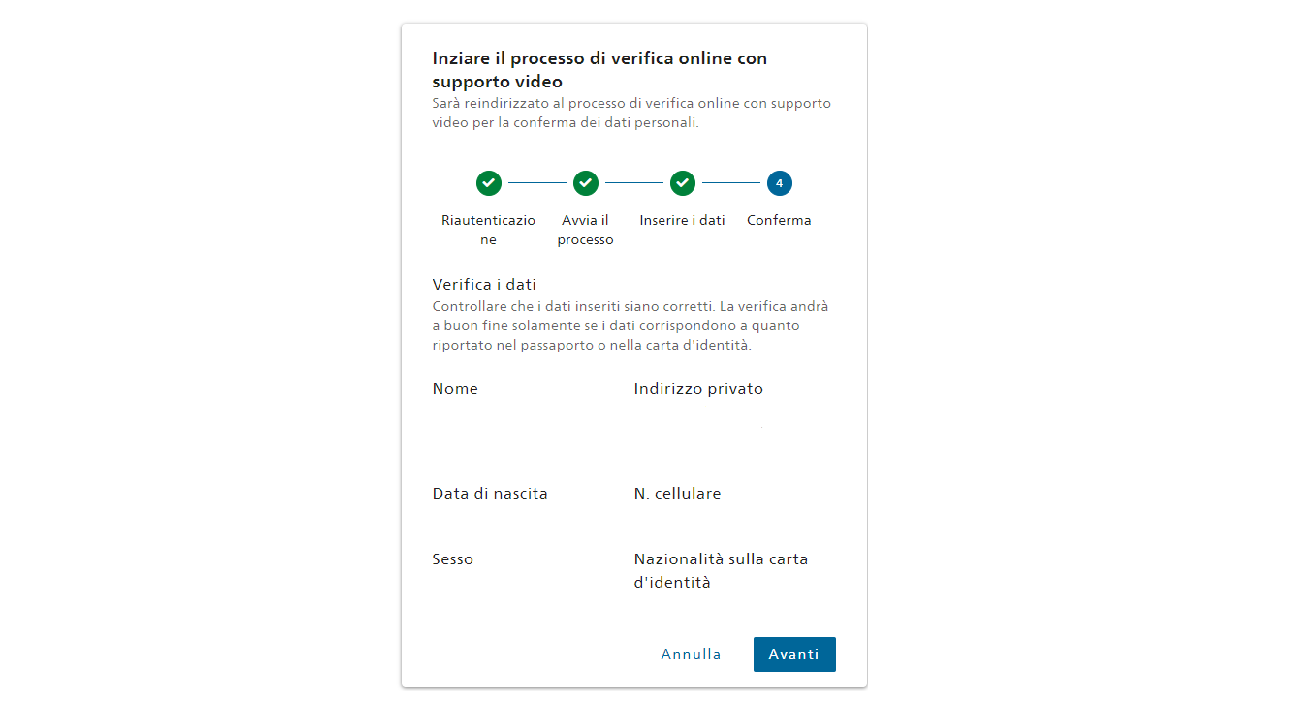 Inziare il processo di verifica online con
supporto video
Sarà reindirizzato al processo di verifica online con supporto
video per la conferma dei dati personali.
4
Riautenticazio
ne
Avvia il
processo
Inserire i dati
Conferma
Verifica i dati
Controllare che i dati inseriti siano corretti. La verifica andrà
a buon fine solamente se i dati corrispondono a quanto
riportato nel passaporto o nella carta d'identità.
Nome
Indirizzo privato
Data di nascita
N. cellulare
Sesso
Nazionalità sulla carta
d'identità
Annulla
Avanti